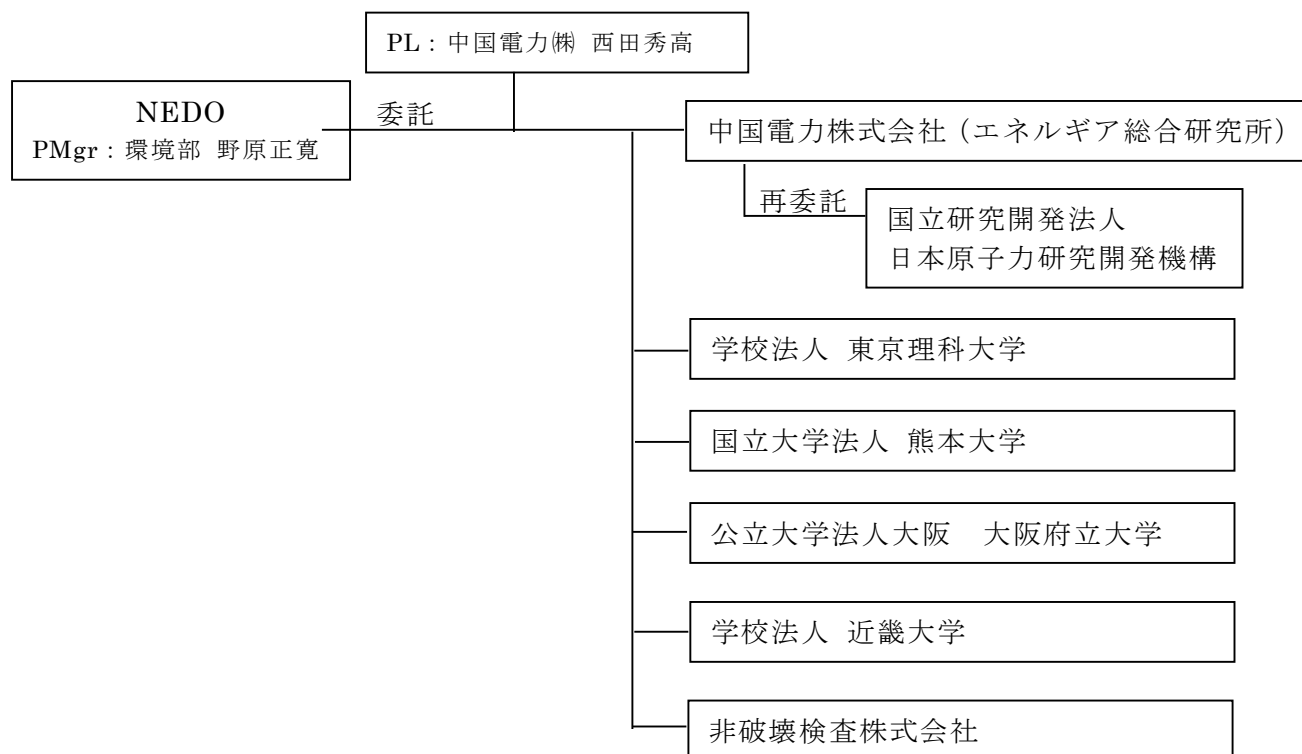 PL：中国電力㈱ 西田秀高
NEDO
PMgr：環境部 野原正寛
委託
中国電力株式会社（エネルギア総合研究所）
再委託
国立研究開発法人
日本原子力研究開発機構
学校法人 東京理科大学
国立大学法人 熊本大学
公立大学法人大阪　大阪府立大学
学校法人 近畿大学
非破壊検査株式会社